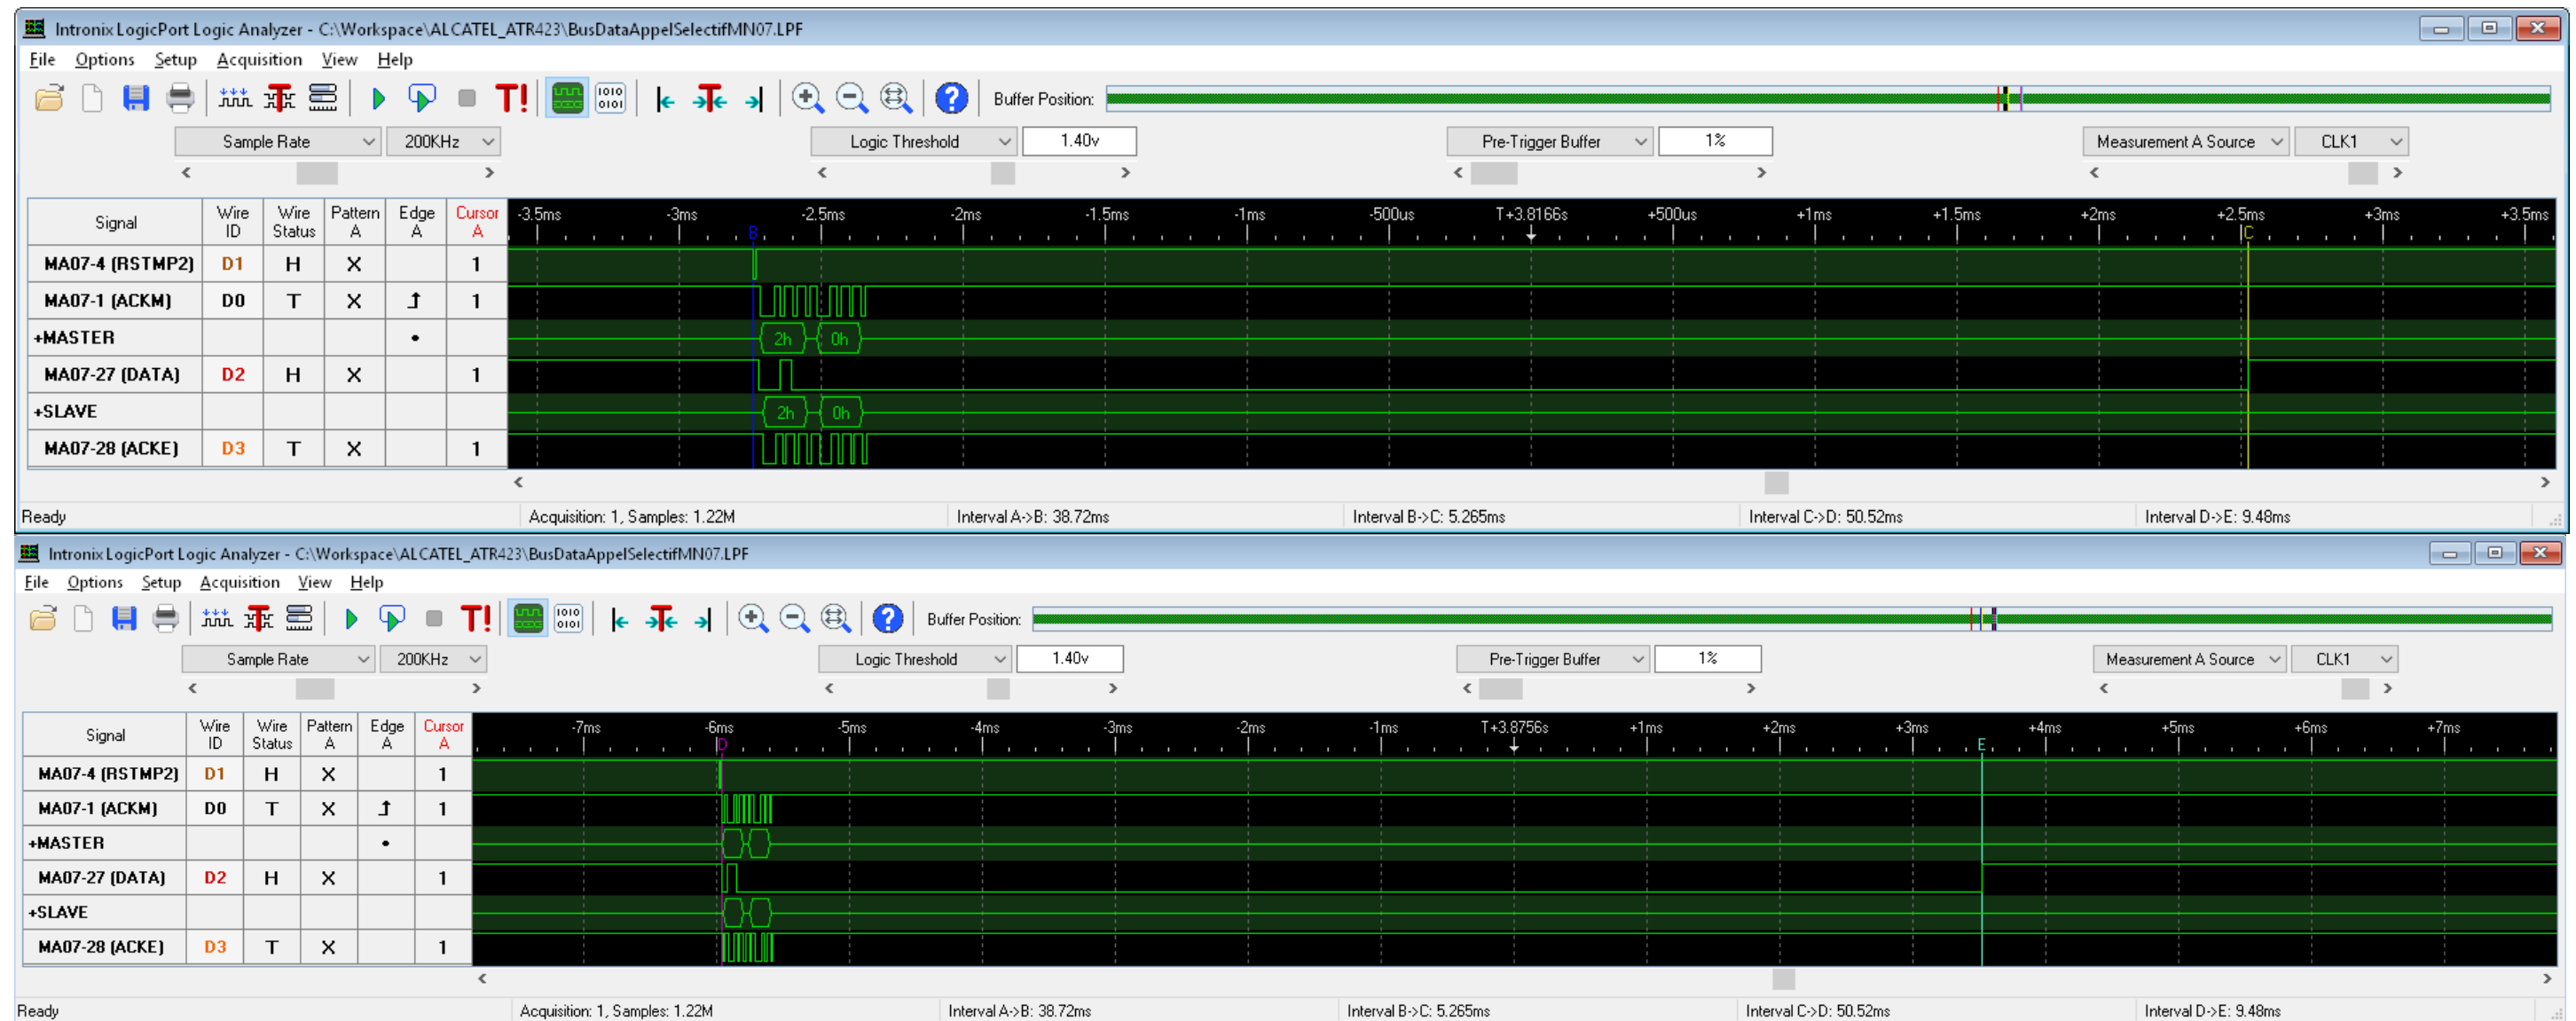 Intronix LogicPort Logic Analyzer - C:\Workspace\ALCATEL_ATR423\BusDataAppelSelectifMN07.LPF
File Options Setup Acquisition View Help
T! 1010 0101 ? Buffer Position:
Sample Rate 200KHz Logic Threshold 1.40v Pre-Trigger Buffer 1% Measurement A Source CLK1
Signal Wire ID Wire Status Pattern A Edge A Cursor A -3.5ms -3ms -2.5ms -2ms -1.5ms -1ms -500us T+3.8166s +500us +1ms +1.5ms +2ms +2.5ms +3ms +3.5ms
B C
MA07-4 (RSTMP2) D1 H X 1
MA07-1 (ACKM) D0 T X 1
+MASTER 2h 0h
MA07-27 (DATA) D2 H X 1
+SLAVE 2h 0h
MA07-28 (ACKE) D3 T X 1
Ready Acquisition: 1, Samples: 1.22M Interval A->B: 38.72ms Interval B->C: 5.265ms Interval C->D: 50.52ms Interval D->E: 9.48ms
Intronix LogicPort Logic Analyzer - C:\Workspace\ALCATEL_ATR423\BusDataAppelSelectifMN07.LPF
File Options Setup Acquisition View Help
T! 1010 0101 ? Buffer Position:
Sample Rate 200KHz Logic Threshold 1.40v Pre-Trigger Buffer 1% Measurement A Source CLK1
Signal Wire ID Wire Status Pattern A Edge A Cursor A -7ms -6ms -5ms -4ms -3ms -2ms -1ms T+3.8756s +1ms +2ms +3ms +4ms +5ms +6ms +7ms
D E
MA07-4 (RSTMP2) D1 H X 1
MA07-1 (ACKM) D0 T X 1
+MASTER
MA07-27 (DATA) D2 H X 1
+SLAVE
MA07-28 (ACKE) D3 T X 1
Ready Acquisition: 1, Samples: 1.22M Interval A->B: 38.72ms Interval B->C: 5.265ms Interval C->D: 50.52ms Interval D->E: 9.48ms